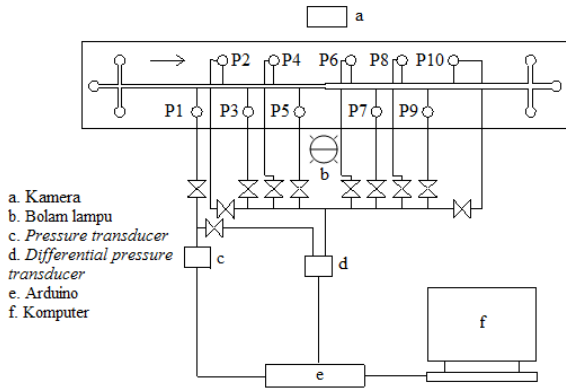 a
P2 P4 P6 P8 P10
P1 P3 P5 P7 P9
b
a. Kamera
b. Bolam lampu
c. Pressure transducer
d. Differential pressure
transducer
e. Arduino
f. Komputer
c
d
f
e